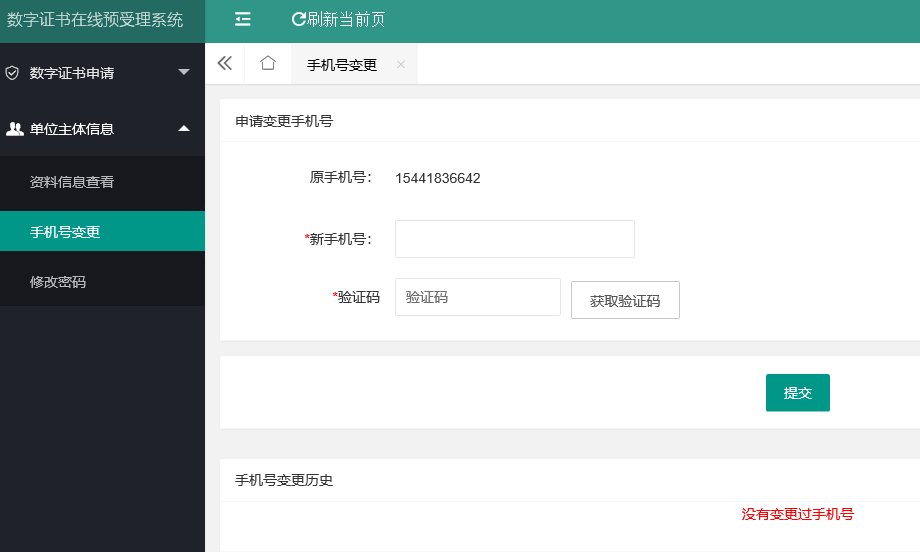 数字证书在线预受理系统
刷新当前页
数字证书申请
单位主体信息
资料信息查看
手机号变更
修改密码
手机号变更
申请变更手机号
原手机号： 15441836642
*新手机号：
*验证码 验证码 获取验证码
提交
手机号变更历史
没有变更过手机号